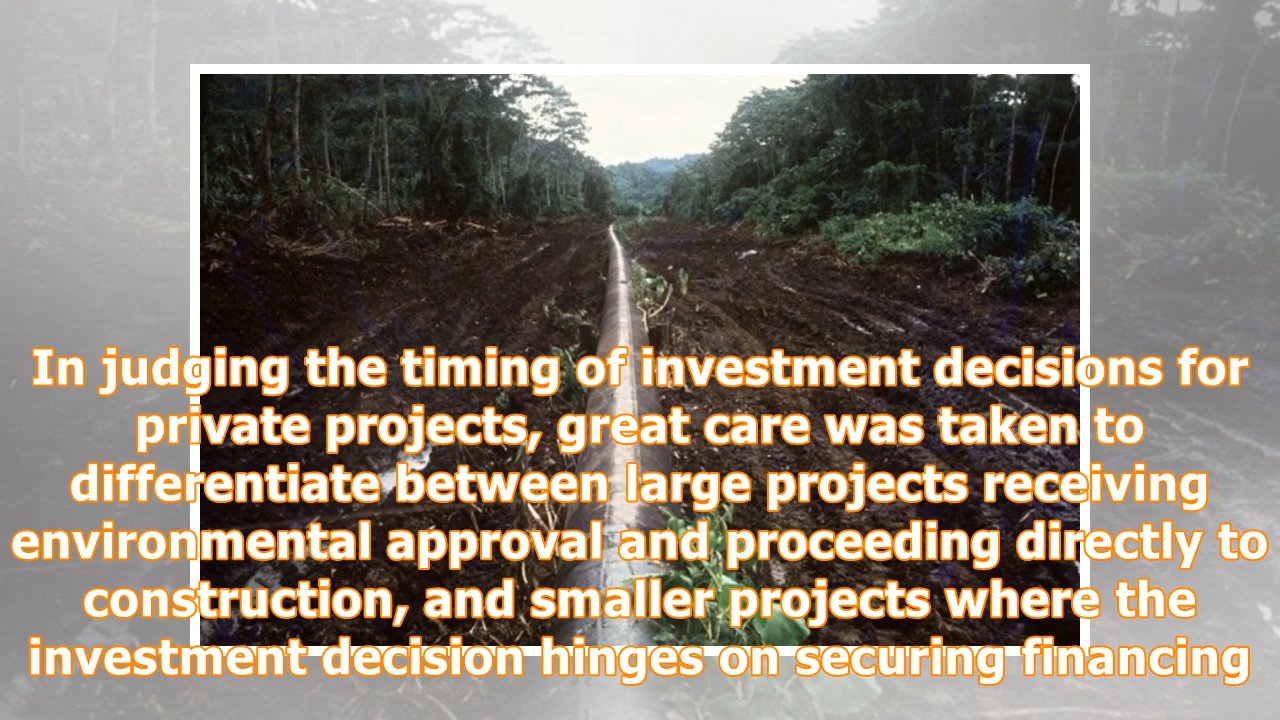 In judging the timing of investment decisions for
private projects, great care was taken to
differentiate between large projects receiving
environmental approval and proceeding directly to
construction, and smaller projects where the
investment decision hinges on securing financing